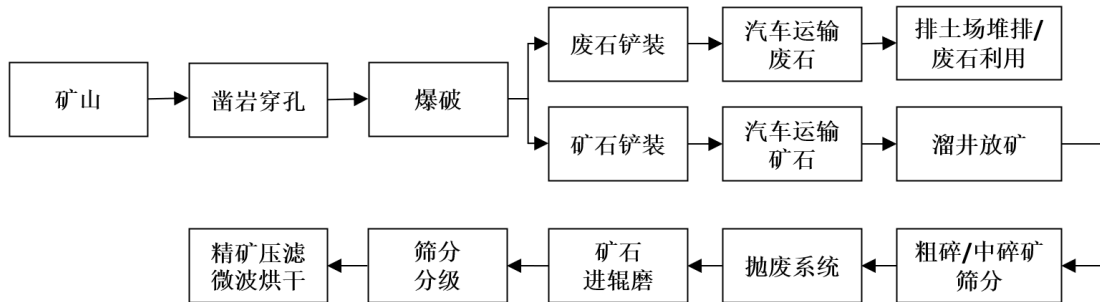 矿山
凿岩穿孔
爆破
废石铲装
汽车运输
废石
排土场堆排/
废石利用
矿石铲装
汽车运输
矿石
溜井放矿
粗碎/中碎矿
筛分
抛废系统
矿石
进辊磨
筛分
分级
精矿压滤
微波烘干